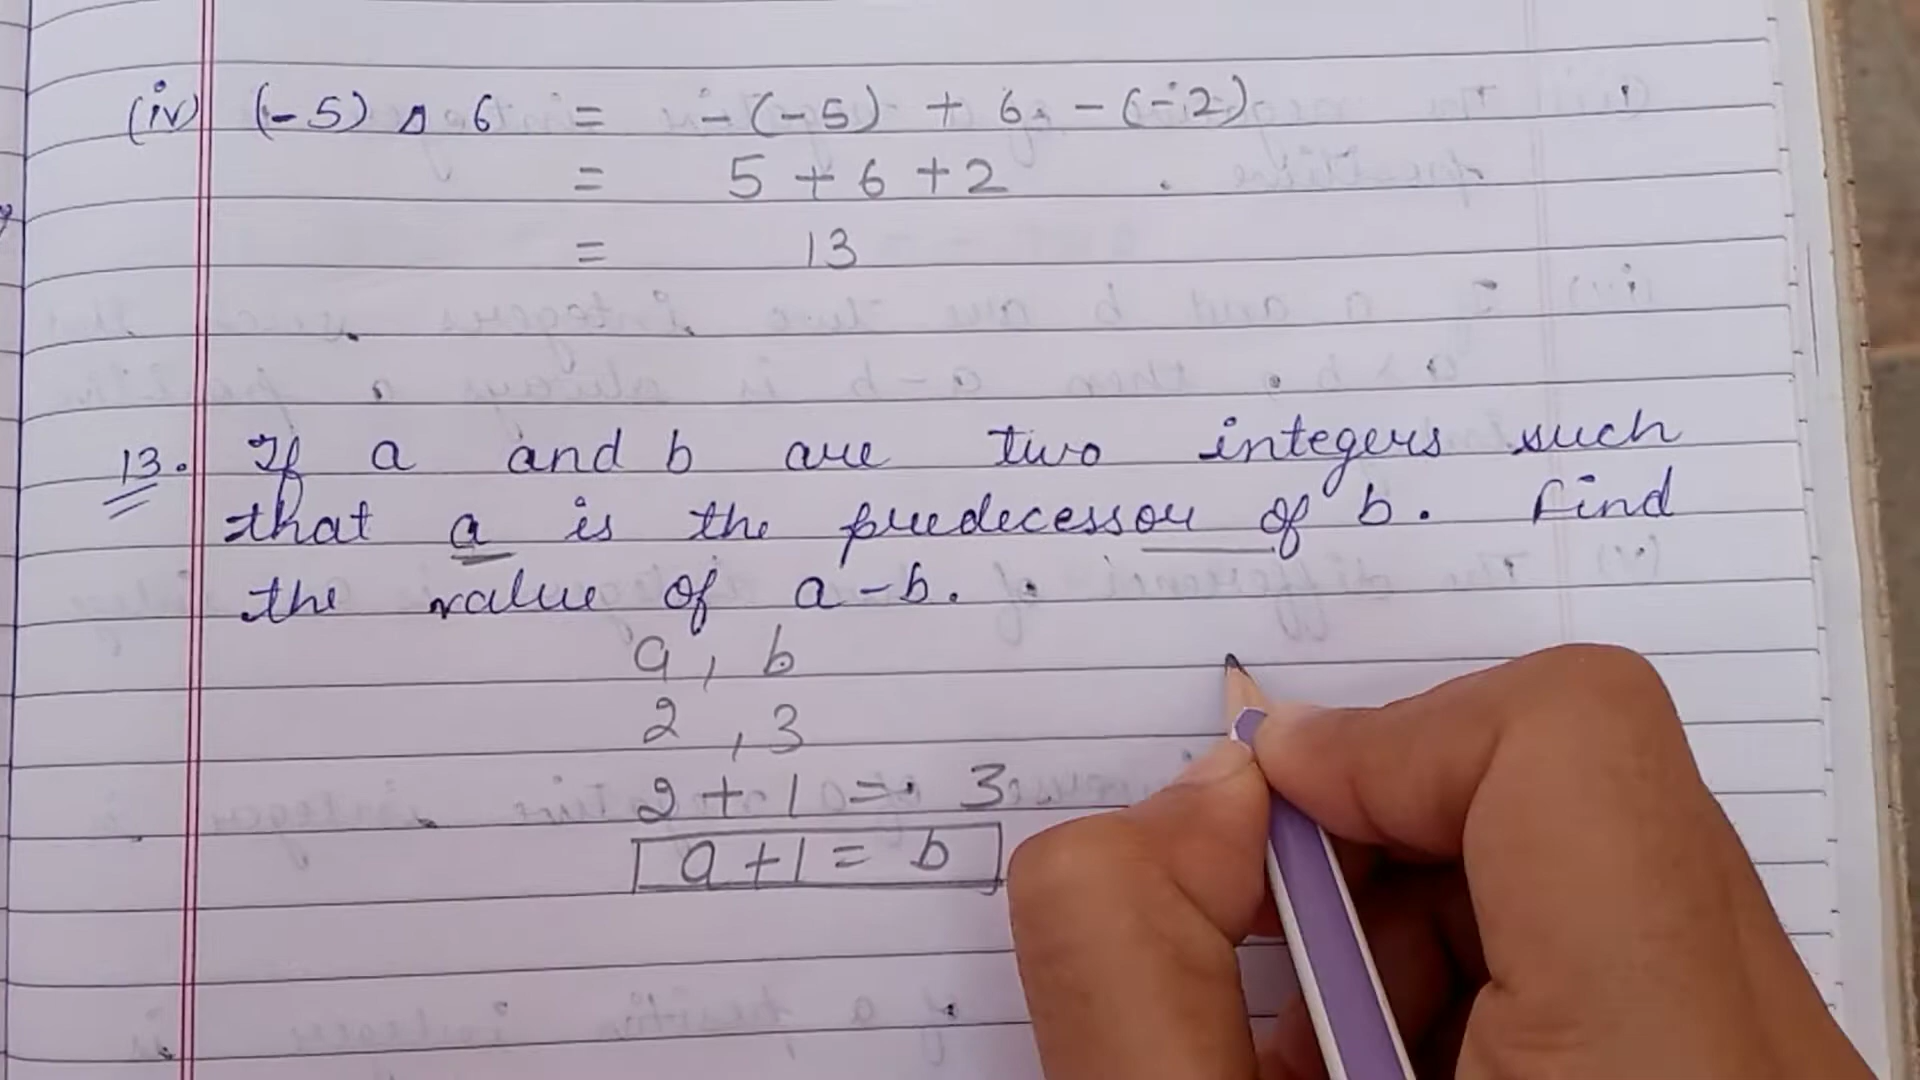 (iv) (-5) △ 6 = -(-5) + 6 - (-2)
= 5 + 6 + 2
= 13
13. If a and b are two integers such
that a is the predecessor of b. Find
the value of a-b.
a, b
2, 3
2 + 1 = 3
a + 1 = b